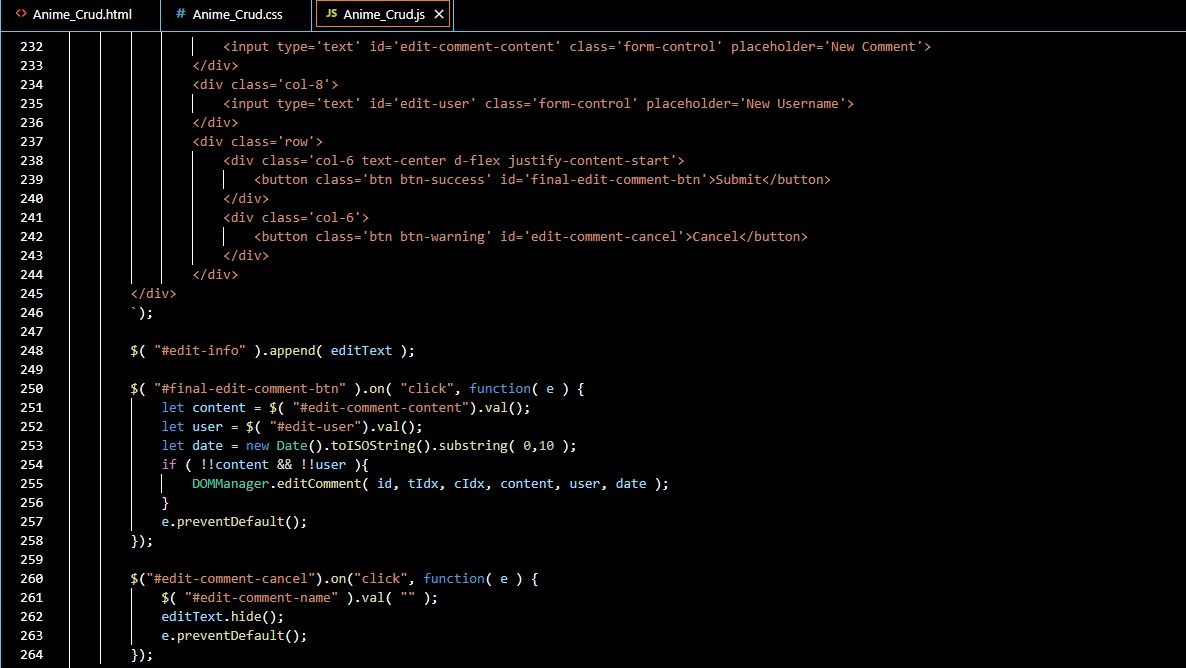 <> Anime_Crud.html # Anime_Crud.css JS Anime_Crud.js ×
232 <input type='text' id='edit-comment-content' class='form-control' placeholder='New Comment'>
233 </div>
234 <div class='col-8'>
235 <input type='text' id='edit-user' class='form-control' placeholder='New Username'>
236 </div>
237 <div class='row'>
238 <div class='col-6 text-center d-flex justify-content-start'>
239 <button class='btn btn-success' id='final-edit-comment-btn'>Submit</button>
240 </div>
241 <div class='col-6'>
242 <button class='btn btn-warning' id='edit-comment-cancel'>Cancel</button>
243 </div>
244 </div>
245 </div>
246 `);
247
248 $( "#edit-info" ).append( editText );
249
250 $( "#final-edit-comment-btn" ).on( "click", function( e ) {
251 let content = $( "#edit-comment-content").val();
252 let user = $( "#edit-user").val();
253 let date = new Date().toISOString().substring( 0,10 );
254 if ( !!content && !!user ){
255 DOMManager.editComment( id, tIdx, cIdx, content, user, date );
256 }
257 e.preventDefault();
258 });
259
260 $("#edit-comment-cancel").on("click", function( e ) {
261 $( "#edit-comment-name" ).val( "" );
262 editText.hide();
263 e.preventDefault();
264 });